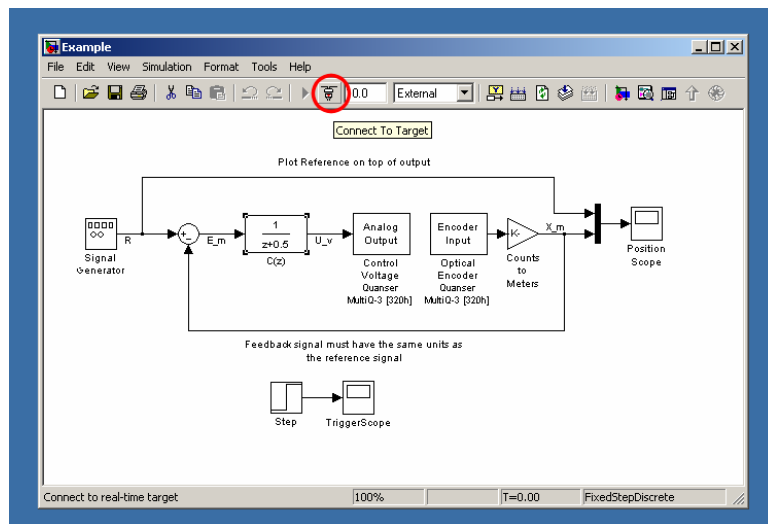 Example
File Edit View Simulation Format Tools Help
0.0 External
Connect To Target
Plot Reference on top of output
R
+
-
E_m
1
z+0.5
C(z)
U_v
Analog
Output
Encoder
Input
K-
X_m
Signal
Generator
Control
Voltage
Quanser
MultiQ-3 [320h]
Optical
Encoder
Quanser
MultiQ-3 [320h]
Counts
to
Meters
Position
Scope
Feedback signal must have the same units as
the reference signal
Step
TriggerScope
Connect to real-time target 100% T=0.00 FixedStepDiscrete